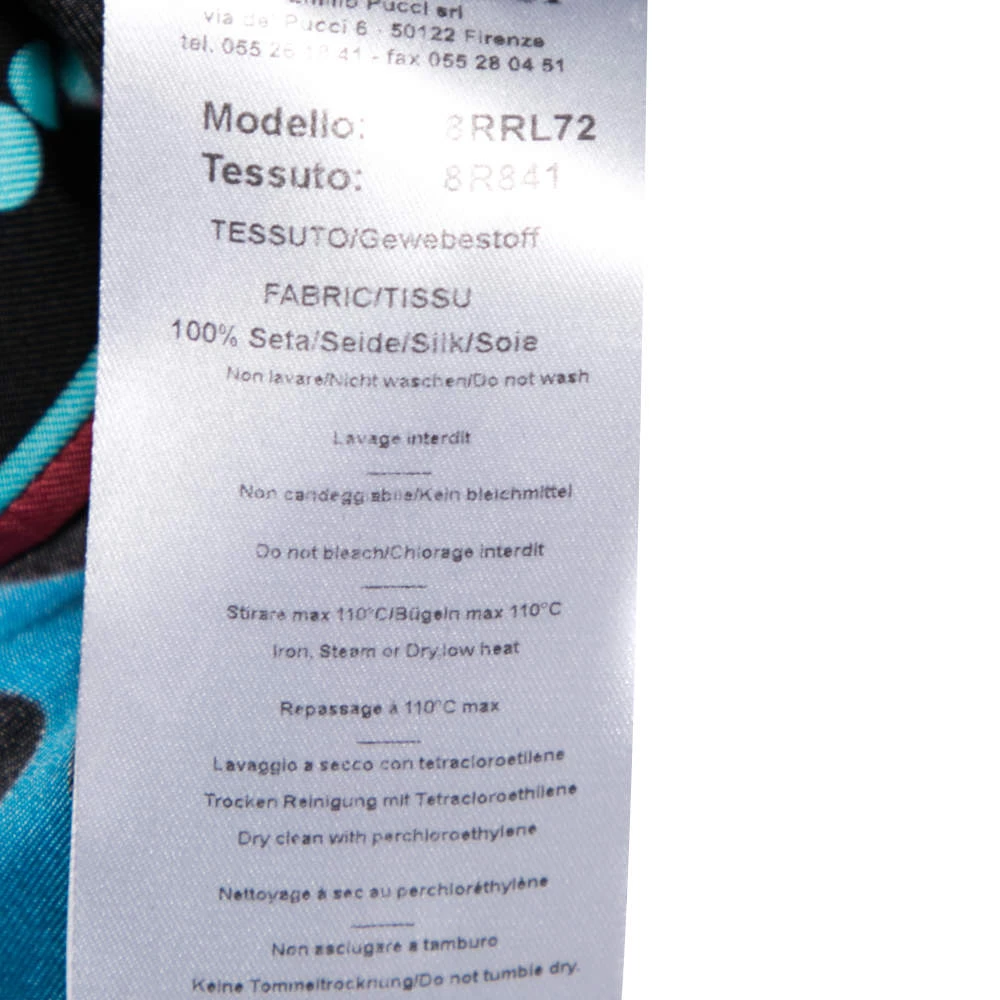 Pucci srl
via de' Pucci 6 - 50122 Firenze
tel. 055 26 18 41 - fax 055 28 04 51
Modello: 8RRL72
Tessuto: 8R841
TESSUTO/Gewebestoff
FABRIC/TISSU
100% Seta/Seide/Silk/Soie
Non lavare/Nicht waschen/Do not wash
Lavage interdit
Non candeggiabile/Kein bleichmittel
Do not bleach/Chlorage interdit
Stirare max 110°C/Bügeln max 110°C
Iron, Steam or Dry,low heat
Repassage à 110°C max
Lavaggio a secco con tetracloroetilene
Trocken Reinigung mit Tetracloroethilene
Dry clean with perchloroethylene
Nettoyage à sec au perchloréthylène
Non asciugare a tamburo
Keine Tommeltrocknung/Do not tumble dry.